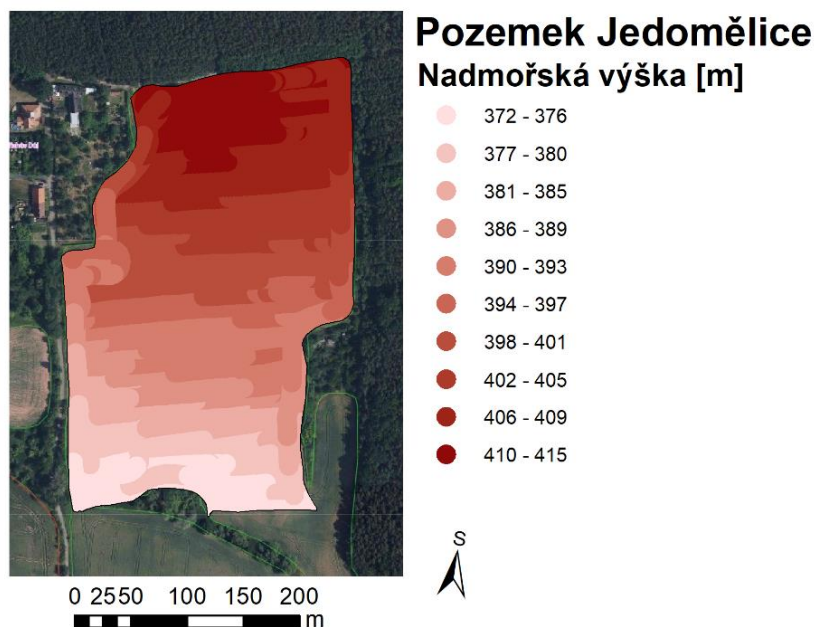 Pozemek Jedomělice
Nadmořská výška [m]
372 - 376
377 - 380
381 - 385
386 - 389
390 - 393
394 - 397
398 - 401
402 - 405
406 - 409
410 - 415
S
0 25 50 100 150 200
m